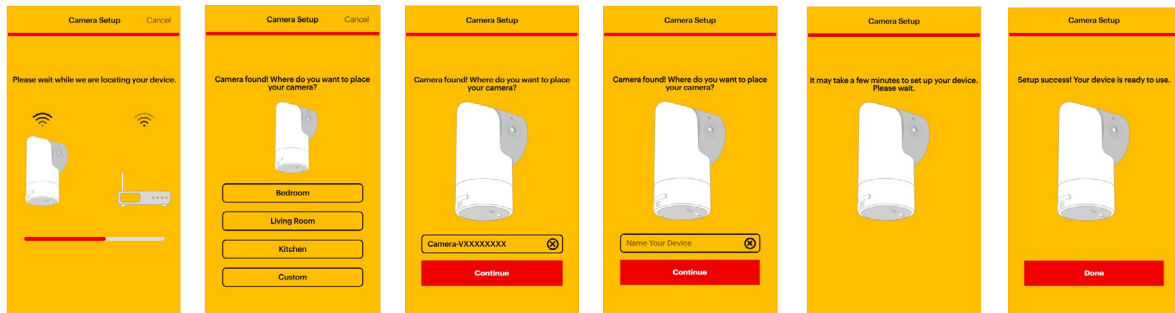 Camera Setup
Cancel
Please wait while we are locating your device.
Camera Setup
Cancel
Camera found! Where do you want to place
your camera?
Bedroom
Living Room
Kitchen
Custom
Camera Setup
Camera found! Where do you want to place
your camera?
Camera-VXXXXXXXX
Continue
Camera Setup
Camera found! Where do you want to place
your camera?
Name Your Device
Continue
Camera Setup
It may take a few minutes to set up your device.
Please wait.
Camera Setup
Setup success! Your device is ready to use.
Done